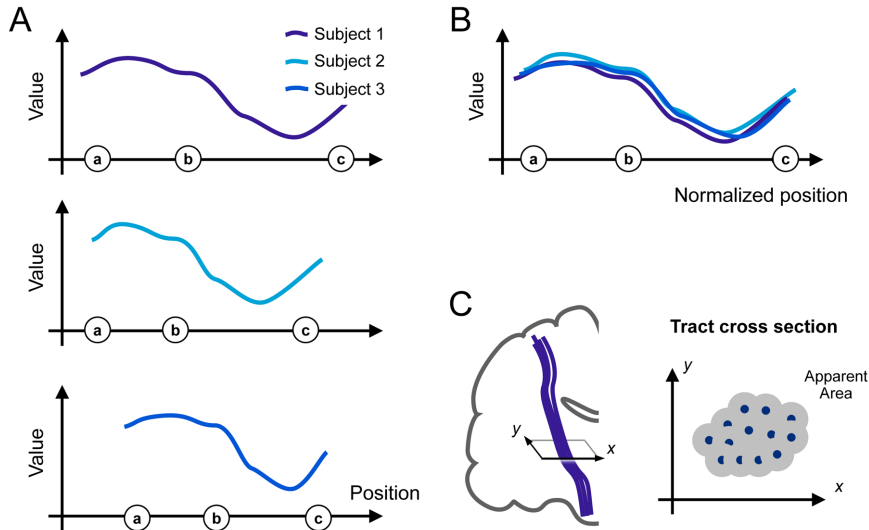 A
Value
Subject 1
Subject 2
Subject 3
a
b
c
Value
a
b
c
Value
Position
a
b
c
B
Value
a
b
c
Normalized position
C
y
x
Tract cross section
y
Apparent
Area
x